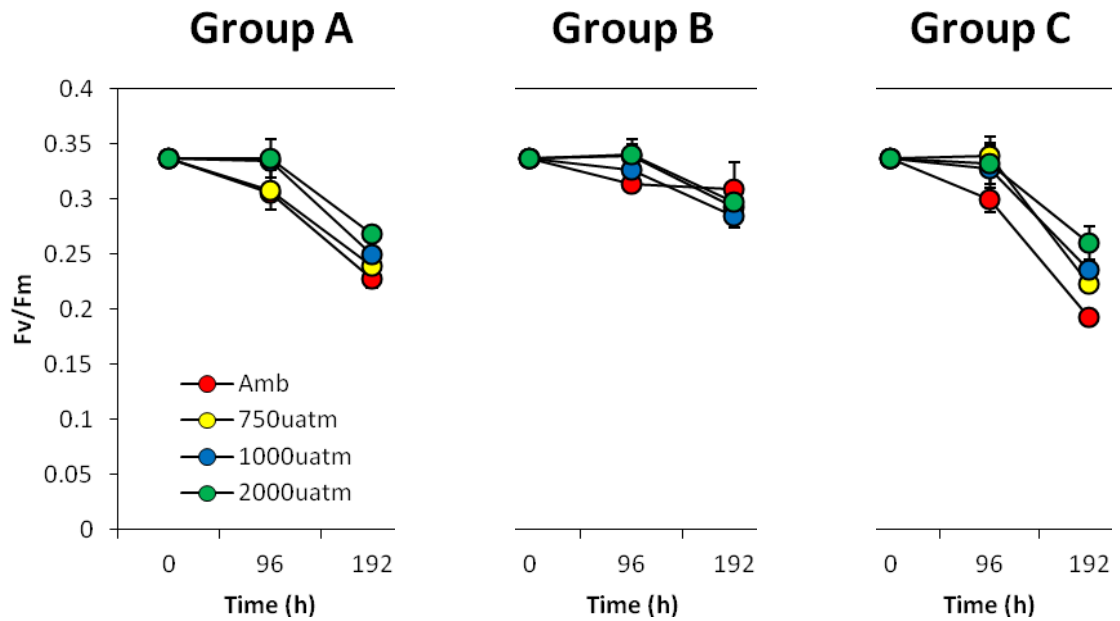 Group A
Group B
Group C
Fv/Fm
0.4
0.35
0.3
0.25
0.2
0.15
0.1
0.05
0
Amb
750uatm
1000uatm
2000uatm
0 96 192
0 96 192
0 96 192
Time (h)
Time (h)
Time (h)